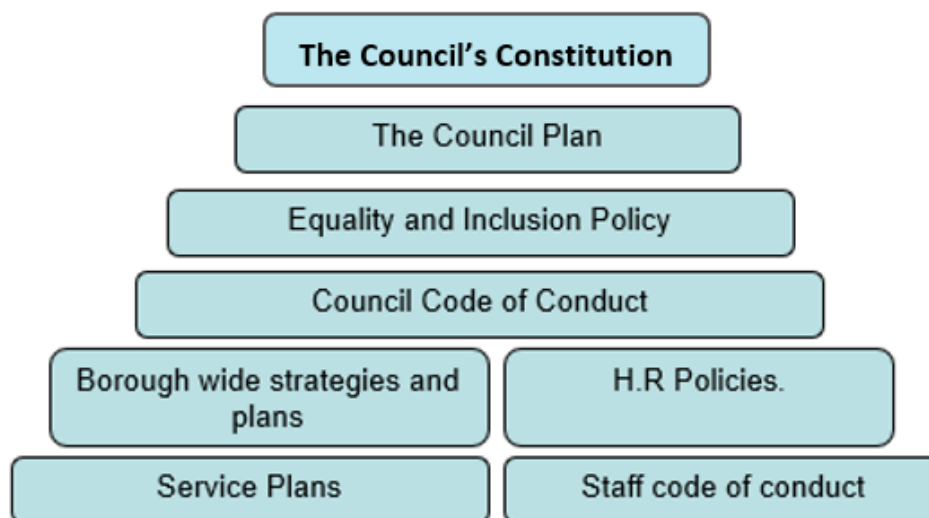 The Council’s Constitution
The Council Plan
Equality and Inclusion Policy
Council Code of Conduct
Borough wide strategies and
plans
H.R Policies.
Service Plans
Staff code of conduct